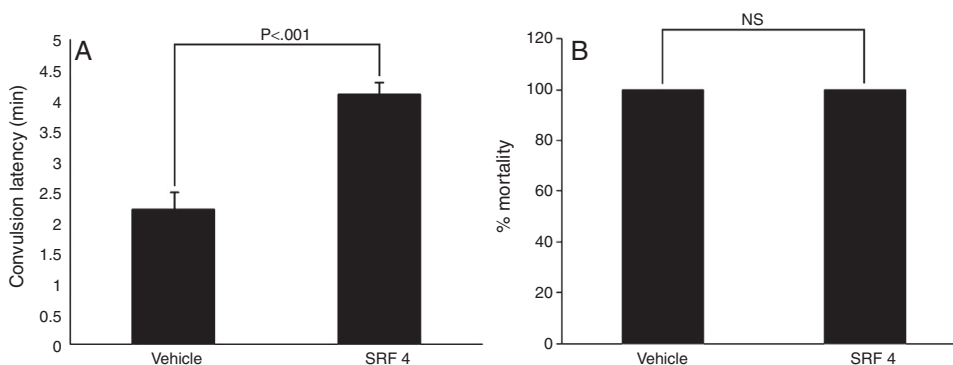 A
P<.001
Convulsion latency (min)
5
4.5
4
3.5
3
2.5
2
1.5
1
0.5
0
Vehicle
SRF 4
B
NS
% mortality
120
100
80
60
40
20
0
Vehicle
SRF 4